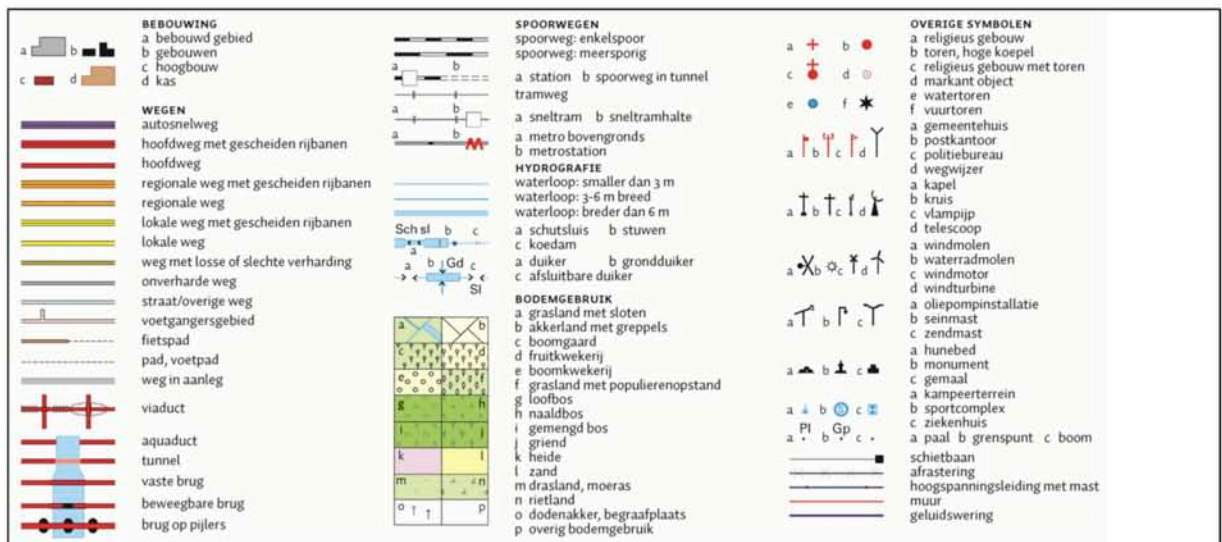 BEBOUWING
a bebouwd gebied
b gebouwen
c hoogbouw
d kas
a b
c d
WEGEN
autosnelweg
hoofdweg met gescheiden rijbanen
hoofdweg
regionale weg met gescheiden rijbanen
regionale weg
lokale weg met gescheiden rijbanen
lokale weg
weg met losse of slechte verharding
onverharde weg
straat/overige weg
voetgangersgebied
fietspad
pad, voetpad
weg in aanleg
viaduct
aquaduct
tunnel
vaste brug
beweegbare brug
brug op pijlers
SPOORWEGEN
spoorweg: enkelspoor
spoorweg: meersporig
a b
a station b spoorweg in tunnel
tramweg
a b
a sneltram b sneltramhalte
a b
a metro bovengronds
b metrostation
HYDROGRAFIE
waterloop: smaller dan 3 m
waterloop: 3-6 m breed
waterloop: breder dan 6 m
Sch sl b c
a
a schutsluis b stuwen
c koedam
a b Gd c
Sl
a duiker b grondduiker
c afsluitbare duiker
BODEMGEBRUIK
a grasland met sloten
b akkerland met greppels
c boomgaard
d fruitkwekerij
e boomkwekerij
f grasland met populierenopstand
g loofbos
h naaldbos
i gemengd bos
j griend
k heide
l zand
m drasland, moeras
n rietland
o dodenakker, begraafplaats
p overig bodemgebruik
a b
c d
e f
g h
i j
k l
m n
o p
OVERIGE SYMBOLEN
a religieus gebouw
b toren, hoge koepel
c religieus gebouw met toren
d markant object
e watertoren
f vuurtoren
a b
c d
e f
a gemeentehuis
b postkantoor
c politiebureau
d wegwijzer
a b c d
a kapel
b kruis
c vlampijp
d telescoop
a b c d
a windmolen
b waterradmolen
c windmotor
d windturbine
a b c d
a oliepompinstallatie
b seinmast
c zendmast
a b c
a hunebed
b monument
c gemaal
a b c
a kampeerterrein
b sportcomplex
c ziekenhuis
a b c
Pl Gp
a b c
a paal b grenspunt c boom
schietbaan
afrastering
hoogspanningsleiding met mast
muur
geluidswering